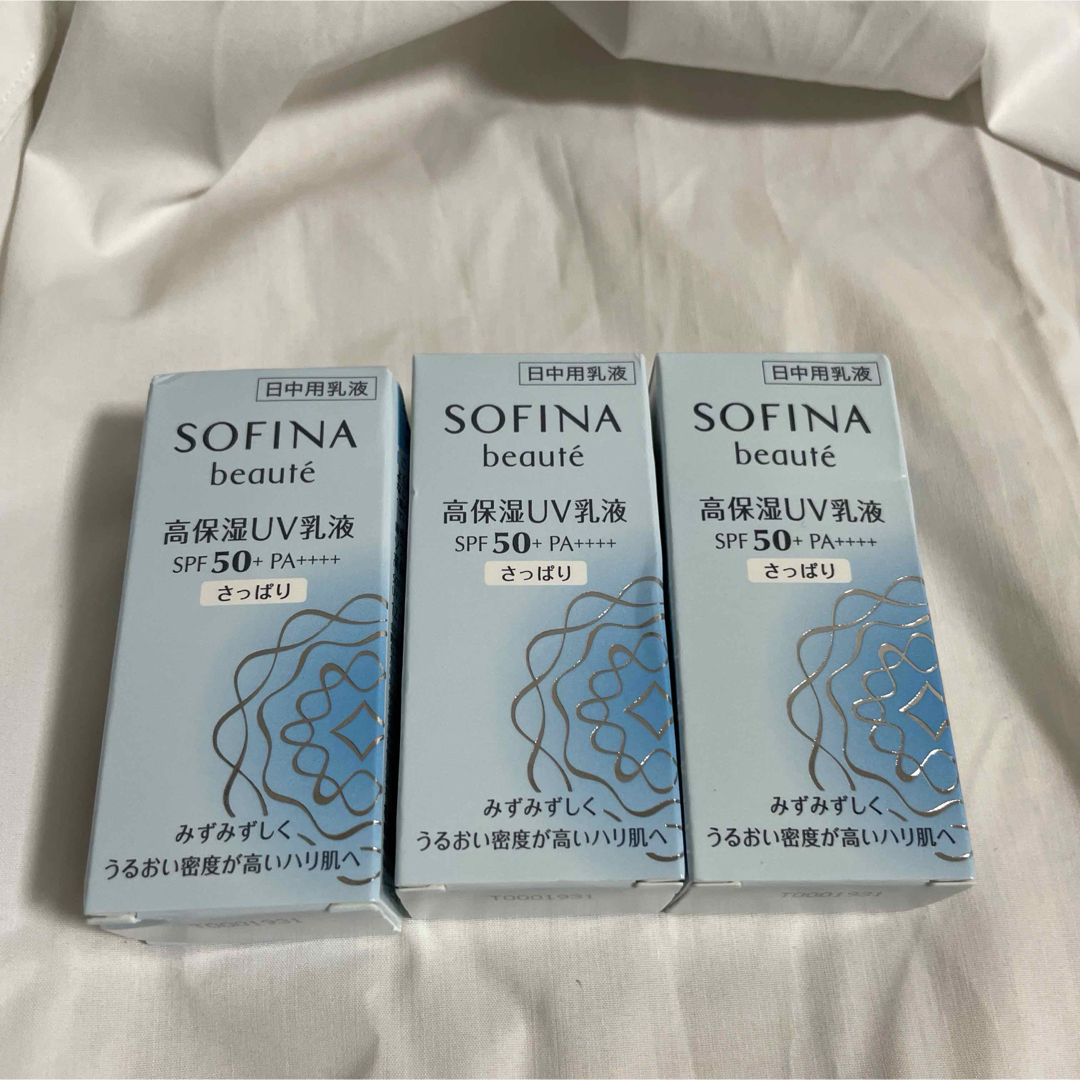 日中用乳液
SOFINA
beauté
高保湿UV乳液
SPF 50+ PA++++
さっぱり
みずみずしく
うるおい密度が高いハリ肌へ
T0001931
日中用乳液
SOFINA
beauté
高保湿UV乳液
SPF 50+ PA++++
さっぱり
みずみずしく
うるおい密度が高いハリ肌へ
T0001931
日中用乳液
SOFINA
beauté
高保湿UV乳液
SPF 50+ PA++++
さっぱり
みずみずしく
うるおい密度が高いハリ肌へ
T0001931